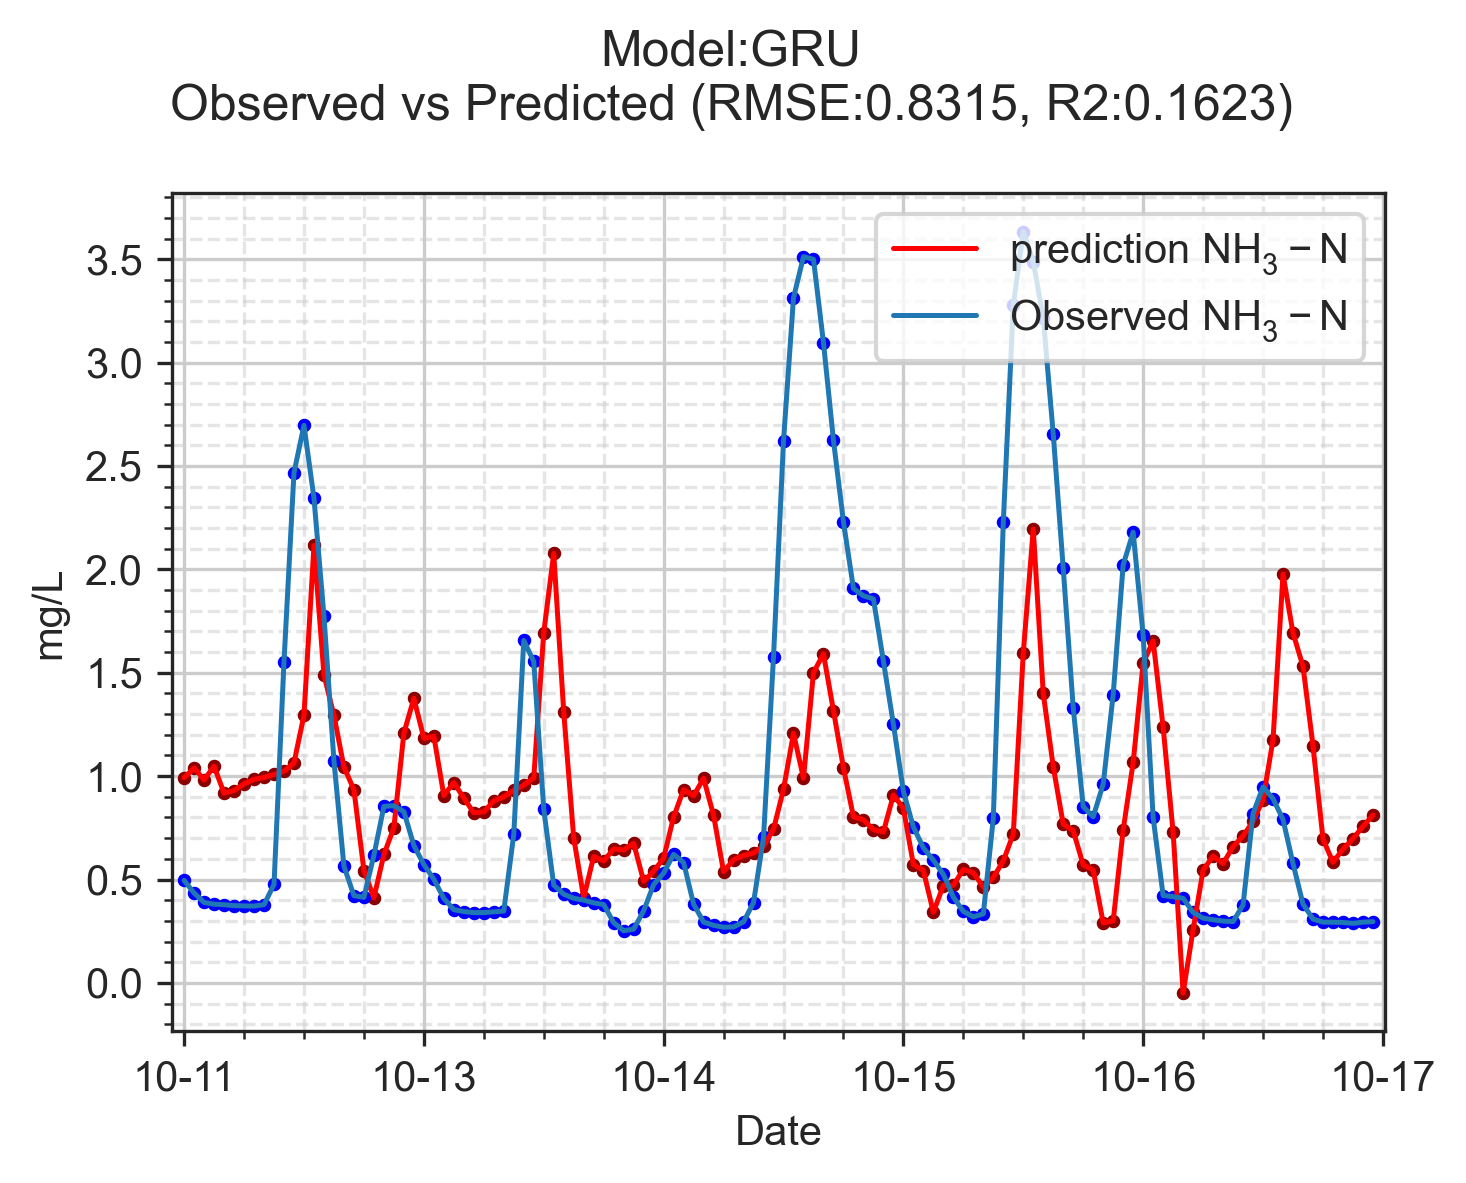 Model:GRU
Observed vs Predicted (RMSE:0.8315, R2:0.1623)
prediction NH₃ − N
Observed NH₃ − N
3.5
3.0
2.5
2.0
1.5
1.0
0.5
0.0
mg/L
10-11 10-13 10-14 10-15 10-16 10-17
Date